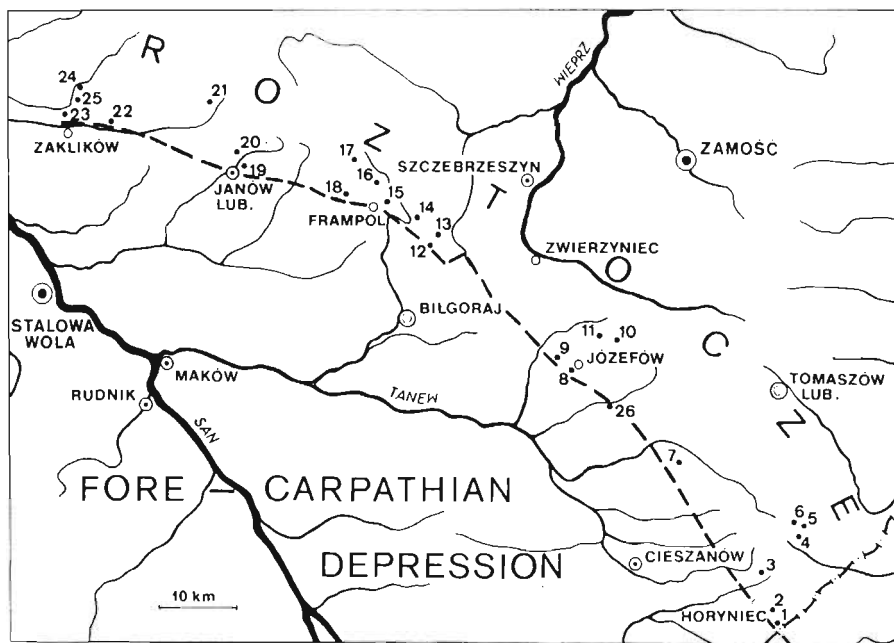 ROZTOCZE
WIEPRZ
24
25
23
22
21
ZAKLIKÓW
20
19
JANÓW
LUB.
17
16
18
15
FRAMPOL
14
13
12
SZCZEBRZESZYN
ZAMOŚĆ
ZWIERZYNIEC
STALOWA
WOLA
BIŁGORAJ
11
10
9
JÓZEFÓW
8
MAKÓW
RUDNIK
TANEW
SAN
26
TOMASZÓW
LUB.
7
FORE – CARPATHIAN
DEPRESSION
6
5
4
CIESZANÓW
3
2
HORYNIEC
1
10 km